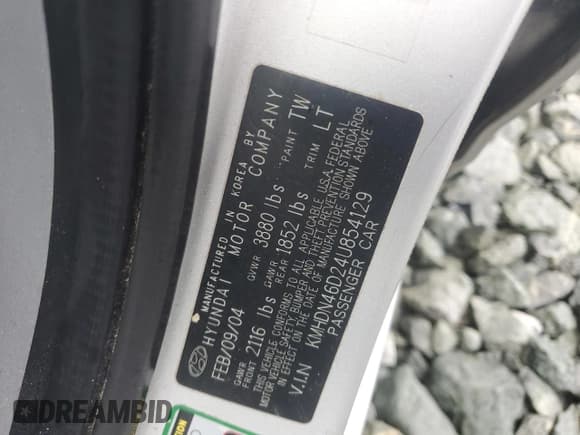 MANUFACTURED IN KOREA BY
HYUNDAI MOTOR COMPANY
FEB/09/04 GVWR 3880 lbs PAINT TW
GAWR FRONT 2116 lbs GAWR REAR 1852 lbs TRIM LT
THIS VEHICLE CONFORMS TO ALL APPLICABLE U.S.A. FEDERAL
MOTOR VEHICLE SAFETY, BUMPER AND THEFT PREVENTION STANDARDS
IN EFFECT ON THE DATE OF MANUFACTURE SHOWN ABOVE
V.I.N KMHDN46D24U854129
PASSENGER CAR
DREAMBID